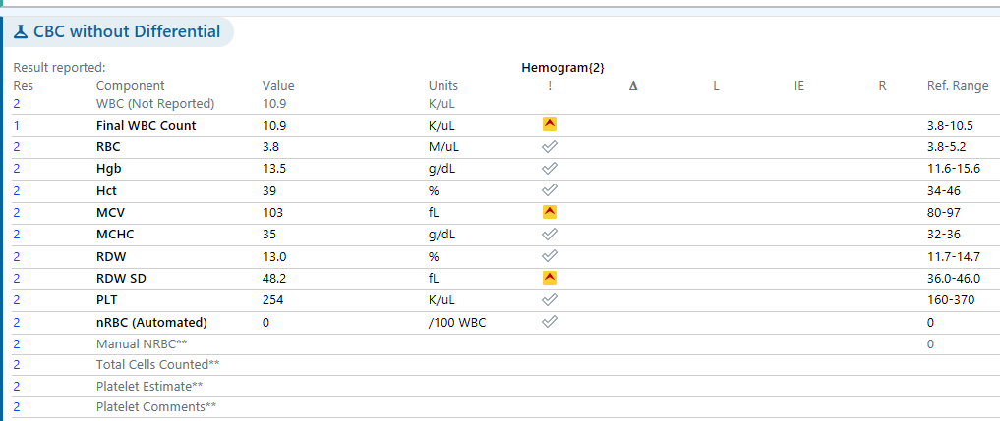 CBC without Differential
Result reported: Hemogram{2}
Res Component Value Units ! Δ L IE R Ref. Range
2 WBC (Not Reported) 10.9 K/uL
1 Final WBC Count 10.9 K/uL 3.8-10.5
2 RBC 3.8 M/uL 3.8-5.2
2 Hgb 13.5 g/dL 11.6-15.6
2 Hct 39 % 34-46
2 MCV 103 fL 80-97
2 MCHC 35 g/dL 32-36
2 RDW 13.0 % 11.7-14.7
2 RDW SD 48.2 fL 36.0-46.0
2 PLT 254 K/uL 160-370
2 nRBC (Automated) 0 /100 WBC 0
2 Manual NRBC** 0
2 Total Cells Counted**
2 Platelet Estimate**
2 Platelet Comments**